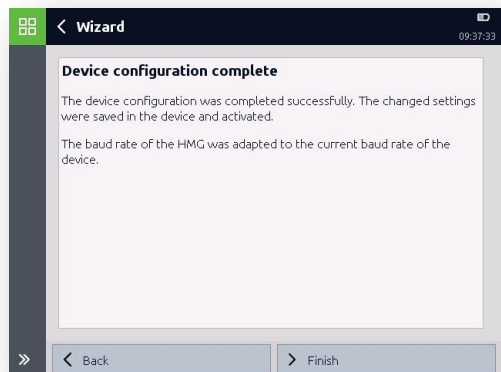 Wizard
09:37:33
Device configuration complete
The device configuration was completed successfully. The changed settings
were saved in the device and activated.
The baud rate of the HMG was adapted to the current baud rate of the
device.
Back
Finish